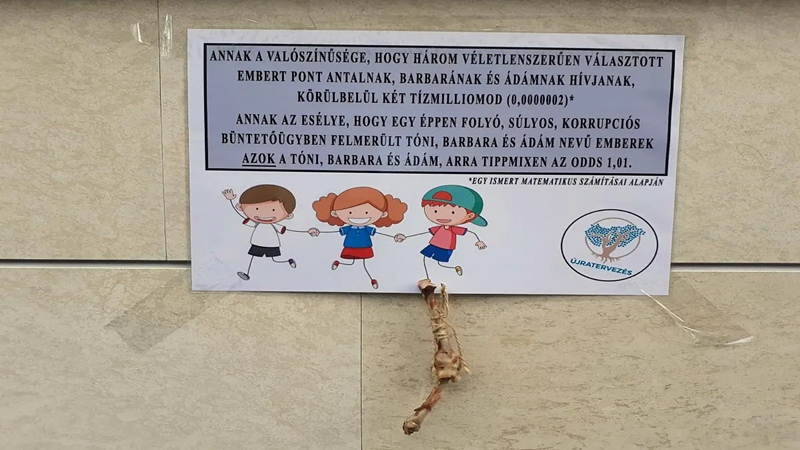 ANNAK A VALÓSZÍNŰSÉGE, HOGY HÁROM VÉLETLENSZERŰEN VÁLASZTOTT
EMBERT PONT ANTALNAK, BARBARÁNAK ÉS ÁDÁMNAK HÍVJANAK,
KÖRÜLBELÜL KÉT TÍZMILLIOMOD (0,0000002)*
ANNAK AZ ESÉLYE, HOGY EGY ÉPPEN FOLYÓ, SÚLYOS, KORRUPCIÓS
BÜNTETŐÜGYBEN FELMERÜLT TÓNI, BARBARA ÉS ÁDÁM NEVŰ EMBEREK
AZOK A TÓNI, BARBARA ÉS ÁDÁM, ARRA TIPPMIXEN AZ ODDS 1,01.
*EGY ISMERT MATEMATIKUS SZÁMÍTÁSAI ALAPJÁN
ÚJRATERVEZÉS